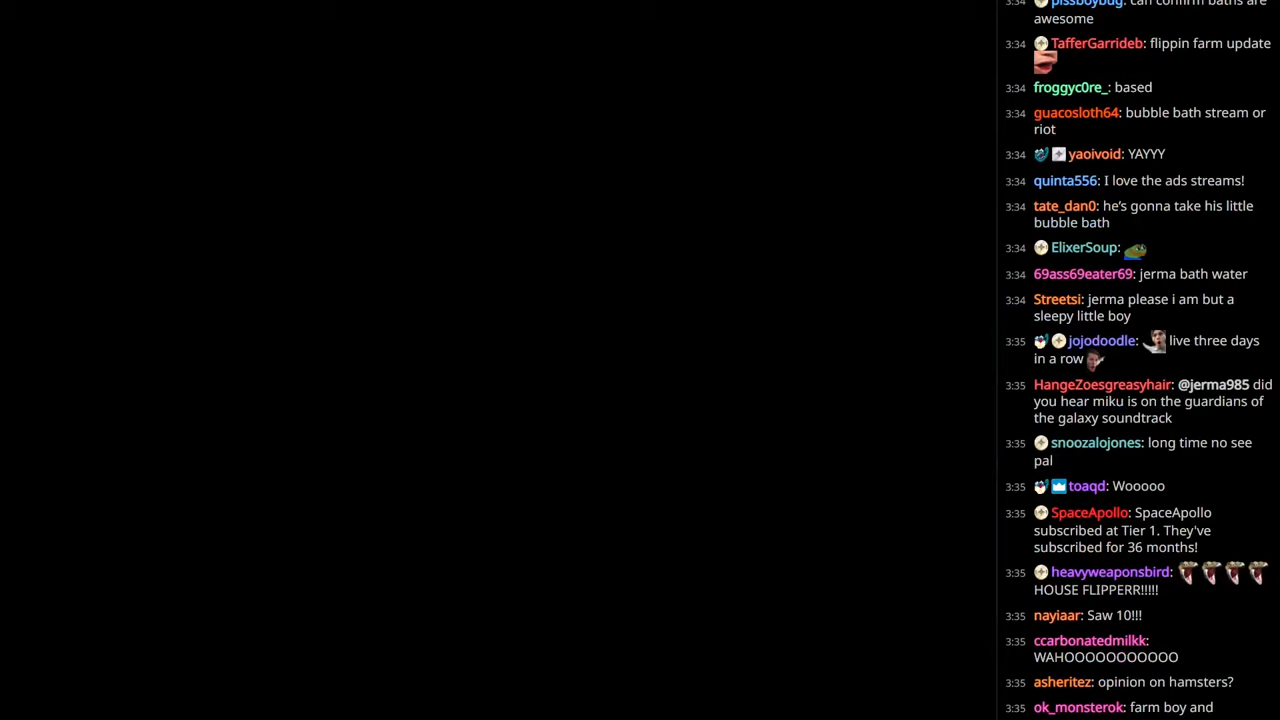 3:34 pissboybug: can confirm baths are
awesome
3:34 TafferGarrideb: flippin farm update
3:34 froggyc0re_: based
3:34 guacosloth64: bubble bath stream or
riot
3:34 yaoivoid: YAYYY
3:34 quinta556: I love the ads streams!
3:34 tate_dan0: he's gonna take his little
bubble bath
3:34 ElixerSoup:
3:34 69ass69eater69: jerma bath water
3:34 Streetsi: jerma please i am but a
sleepy little boy
3:35 jojodoodle: live three days
in a row
3:35 HangeZoesgreasyhair: @jerma985 did
you hear miku is on the guardians of
the galaxy soundtrack
3:35 snoozalojones: long time no see
pal
3:35 toaqd: Wooooo
3:35 SpaceApollo: SpaceApollo
subscribed at Tier 1. They've
subscribed for 36 months!
3:35 heavyweaponsbird:
HOUSE FLIPPERR!!!!!
3:35 nayiaar: Saw 10!!!
3:35 ccarbonatedmilkk:
WAHOOOOOOOOOOO
3:35 asheritez: opinion on hamsters?
3:35 ok_monsterok: farm boy and